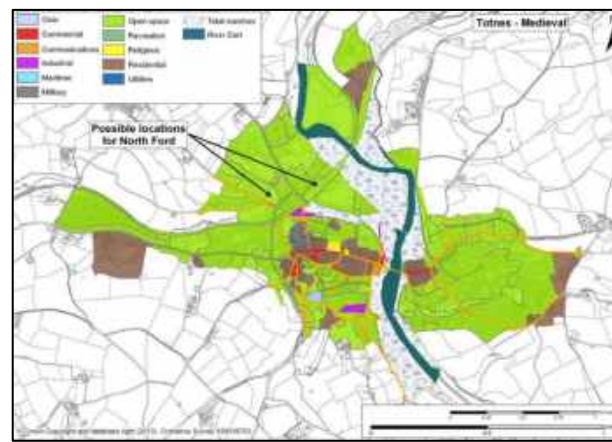 Totnes - Medieval
Civic
Commercial
Communications
Industrial
Maritime
Military
Open space
Recreation
Religious
Residential
Utilities
Tidal marshes
River Dart
Possible locations
for North Ford